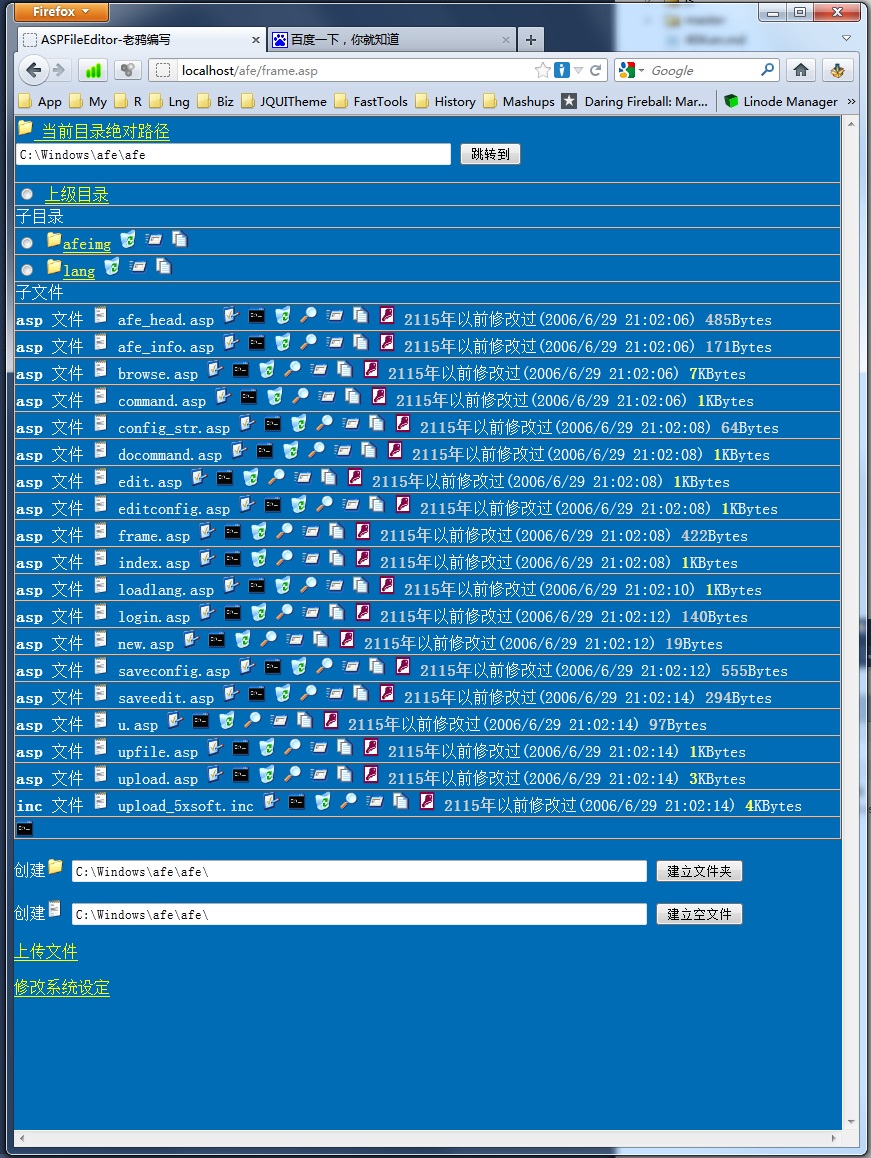 Firefox
ASPFileEditor-老鸦编写
百度一下，你就知道
localhost/afe/frame.asp
Google
App My R Lng Biz JQUITheme FastTools History Mashups Daring Fireball: Mar... Linode Manager »
当前目录绝对路径
C:\Windows\afe\afe 跳转到
上级目录
子目录
afeimg
lang
子文件
asp 文件 afe_head.asp 2115年以前修改过(2006/6/29 21:02:06) 485Bytes
asp 文件 afe_info.asp 2115年以前修改过(2006/6/29 21:02:06) 171Bytes
asp 文件 browse.asp 2115年以前修改过(2006/6/29 21:02:06) 7KBytes
asp 文件 command.asp 2115年以前修改过(2006/6/29 21:02:06) 1KBytes
asp 文件 config_str.asp 2115年以前修改过(2006/6/29 21:02:08) 64Bytes
asp 文件 docommand.asp 2115年以前修改过(2006/6/29 21:02:08) 1KBytes
asp 文件 edit.asp 2115年以前修改过(2006/6/29 21:02:08) 1KBytes
asp 文件 editconfig.asp 2115年以前修改过(2006/6/29 21:02:08) 1KBytes
asp 文件 frame.asp 2115年以前修改过(2006/6/29 21:02:08) 422Bytes
asp 文件 index.asp 2115年以前修改过(2006/6/29 21:02:08) 1KBytes
asp 文件 loadlang.asp 2115年以前修改过(2006/6/29 21:02:10) 1KBytes
asp 文件 login.asp 2115年以前修改过(2006/6/29 21:02:12) 140Bytes
asp 文件 new.asp 2115年以前修改过(2006/6/29 21:02:12) 19Bytes
asp 文件 saveconfig.asp 2115年以前修改过(2006/6/29 21:02:12) 555Bytes
asp 文件 saveedit.asp 2115年以前修改过(2006/6/29 21:02:14) 294Bytes
asp 文件 u.asp 2115年以前修改过(2006/6/29 21:02:14) 97Bytes
asp 文件 upfile.asp 2115年以前修改过(2006/6/29 21:02:14) 1KBytes
asp 文件 upload.asp 2115年以前修改过(2006/6/29 21:02:14) 3KBytes
inc 文件 upload_5xsoft.inc 2115年以前修改过(2006/6/29 21:02:14) 4KBytes
创建 C:\Windows\afe\afe\ 建立文件夹
创建 C:\Windows\afe\afe\ 建立空文件
上传文件
修改系统设定